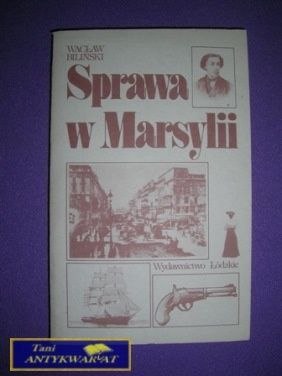 WACŁAW
BILIŃSKI
Sprawa
w Marsylii
Wydawnictwo Łódzkie
Tani
ANTYKWARIAT